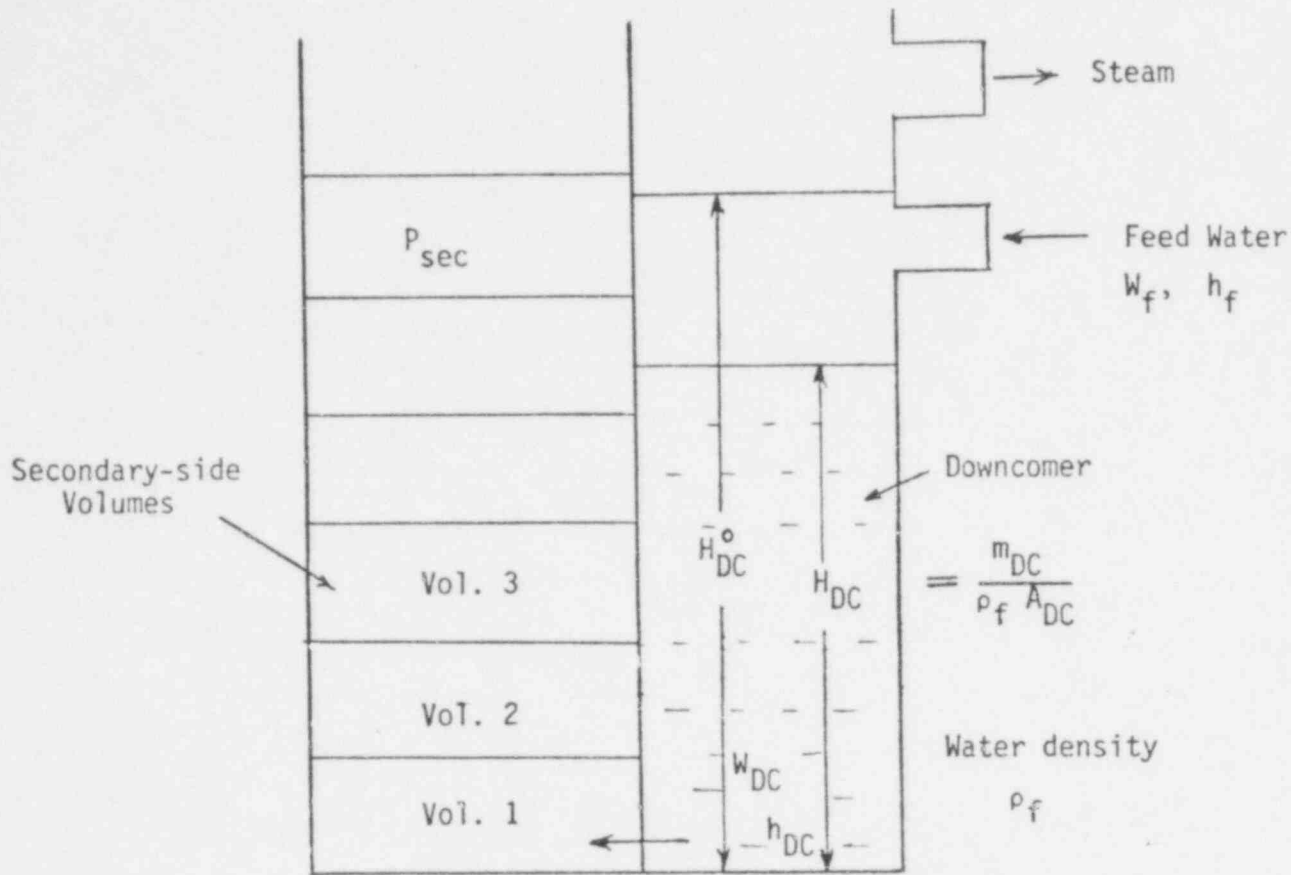 Steam
P_sec
Feed Water
W_f, h_f
Secondary-side
Volumes
Downcomer
H°_DC
H_DC
= m_DC / ρ_f A_DC
Vol. 3
Vol. 2
Water density
ρ_f
W_DC
Vol. 1
h_DC